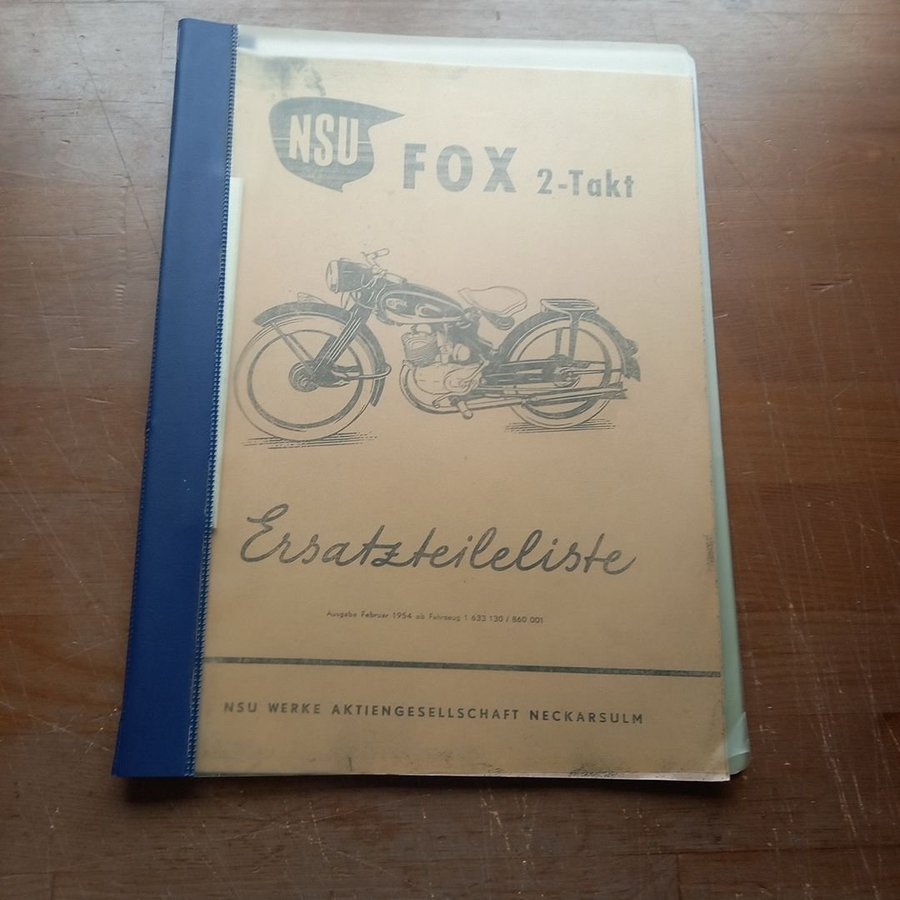 NSU
FOX 2-Takt
Ersatzteileliste
Ausgabe Februar 1954 ab Fahrzeug 1 633 130 / 860 001
NSU WERKE AKTIENGESELLSCHAFT NECKARSULM